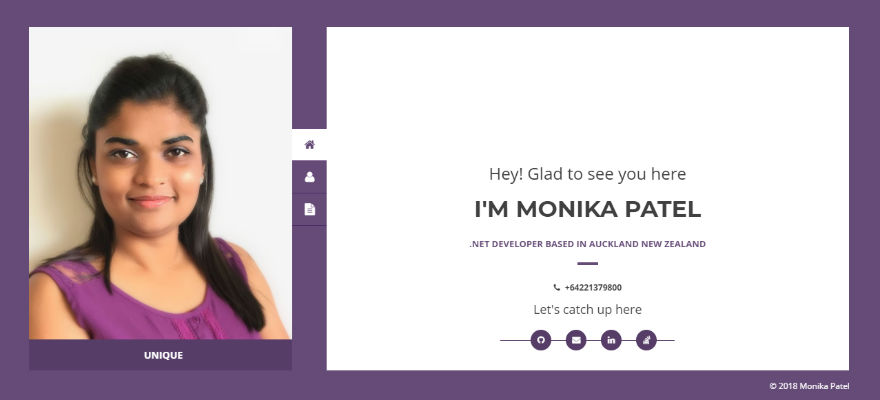 Hey! Glad to see you here
I'M MONIKA PATEL
.NET DEVELOPER BASED IN AUCKLAND NEW ZEALAND
+64221379800
Let's catch up here
UNIQUE
© 2018 Monika Patel